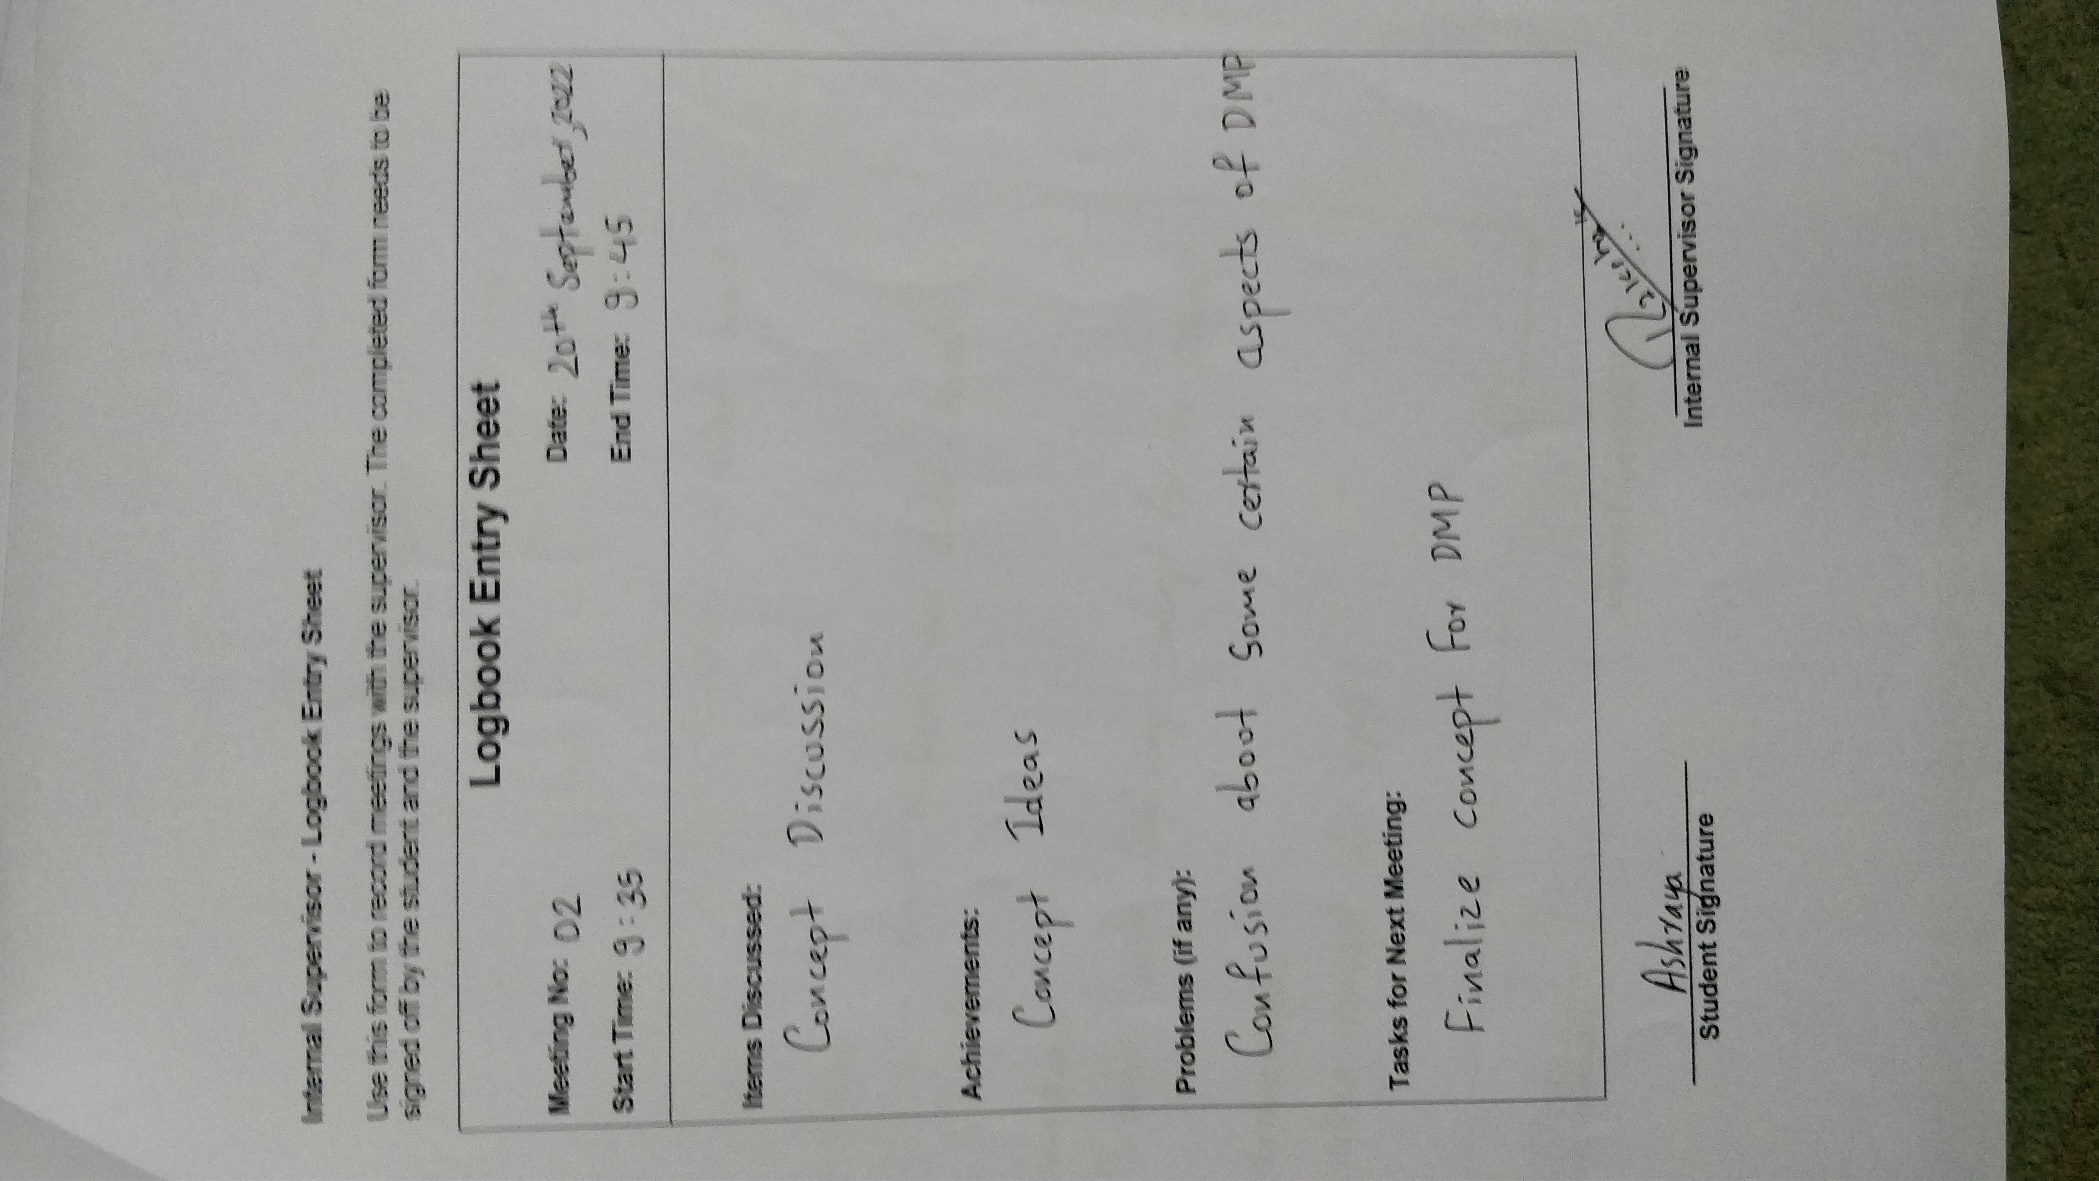 Internal Supervisor - Logbook Entry Sheet
Use this form to record meetings with the supervisor. The completed form needs to be
signed off by the student and the supervisor.
Logbook Entry Sheet
Meeting No: 02 Date: 20th September, 2022
Start Time: 9:35 End Time: 9:45
Items Discussed:
Concept Discussion
Achievements:
Concept Ideas
Problems (if any):
Confusion about Some certain aspects of DMP
Tasks for Next Meeting:
Finalize concept For DMP
Ashraya
Student Signature Internal Supervisor Signature